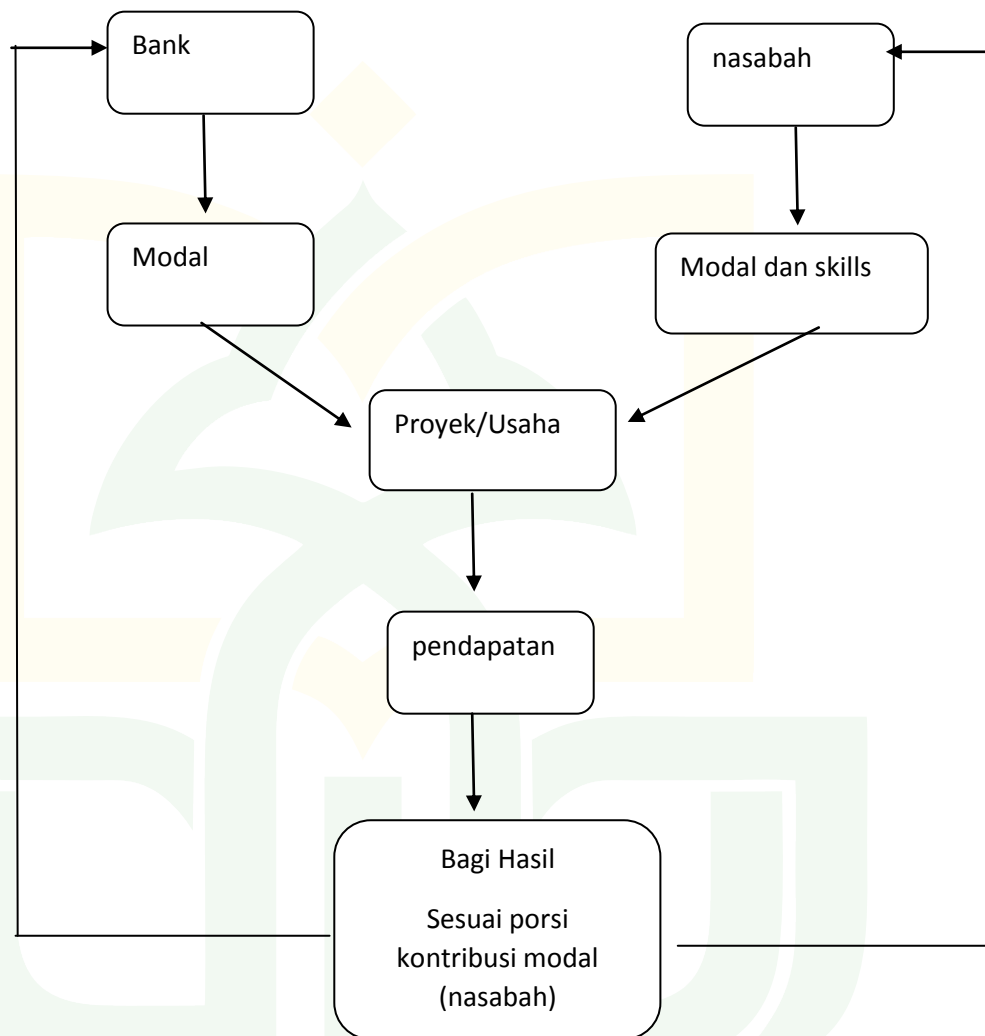 Bank
nasabah
Modal
Modal dan skills
Proyek/Usaha
pendapatan
Bagi Hasil
Sesuai porsi
kontribusi modal
(nasabah)